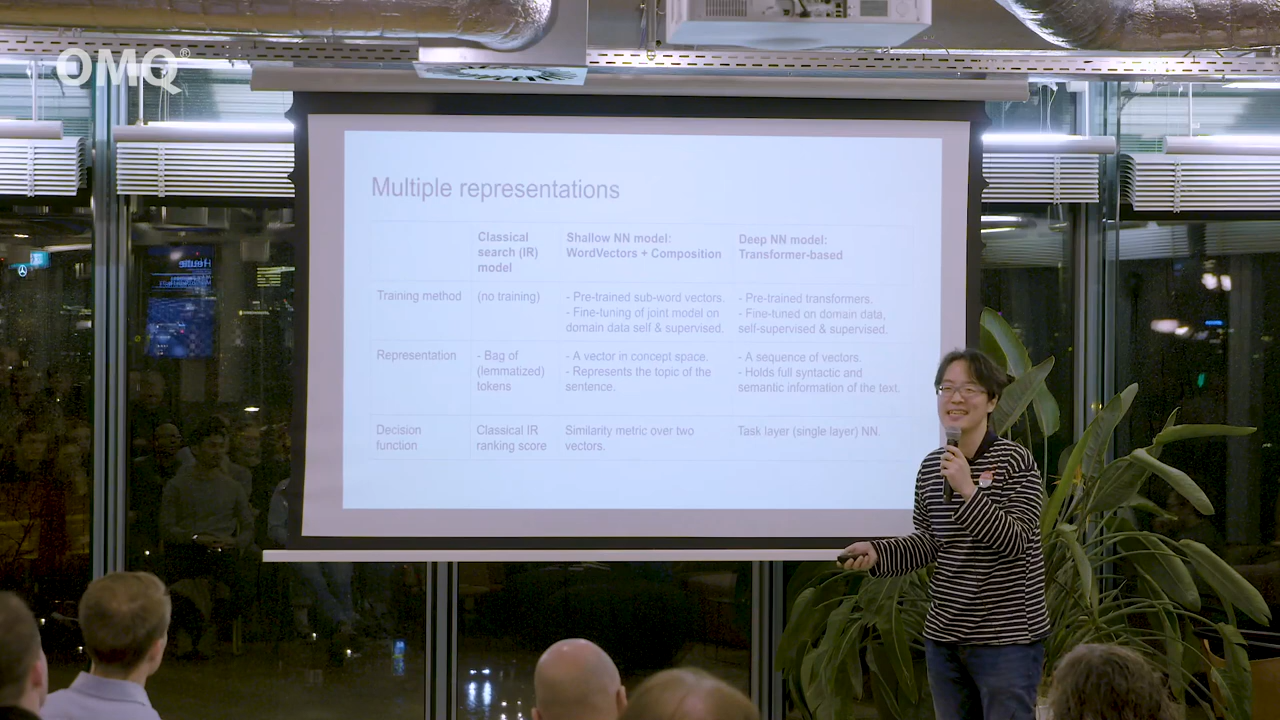 OMQ®
Multiple representations
Classical
search (IR)
model
Shallow NN model:
WordVectors + Composition
Deep NN model:
Transformer-based
Training method
(no training)
- Pre-trained sub-word vectors.
- Fine-tuning of joint model on
domain data self & supervised.
- Pre-trained transformers.
- Fine-tuned on domain data,
self-supervised & supervised.
Representation
- Bag of
(lemmatized)
tokens
- A vector in concept space.
- Represents the topic of the
sentence.
- A sequence of vectors.
- Holds full syntactic and
semantic information of the text.
Decision
function
Classical IR
ranking score
Similarity metric over two
vectors.
Task layer (single layer) NN.